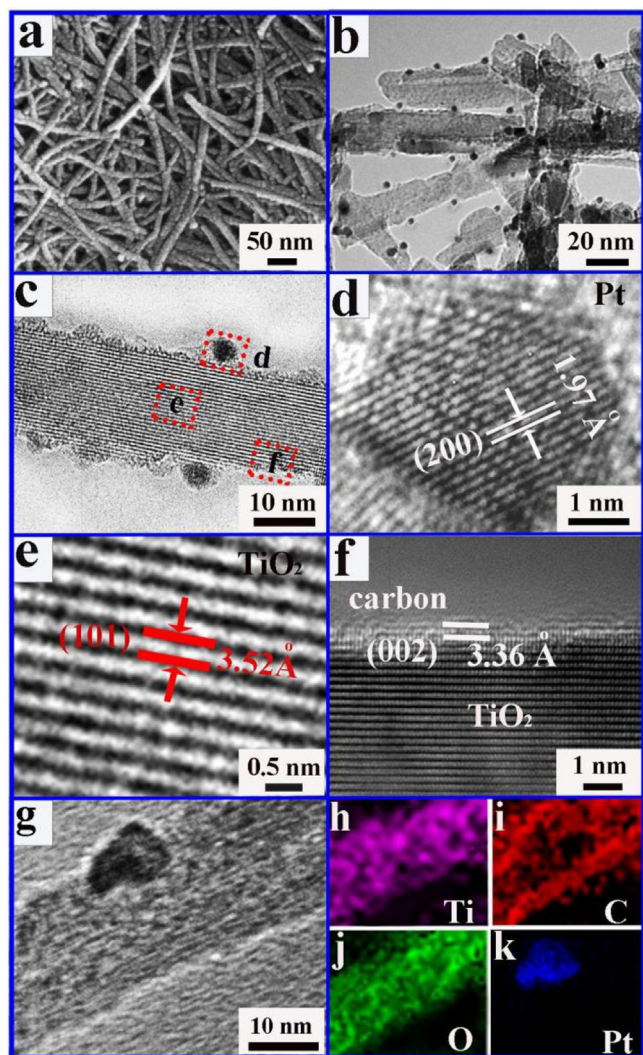 a
50 nm
b
20 nm
c
d
e
f
10 nm
d
Pt
1.97 Å
(200)
1 nm
e
TiO₂
(101)
3.52Å
0.5 nm
f
carbon
(002)
3.36 Å
TiO₂
1 nm
g
10 nm
h
Ti
i
C
j
O
k
Pt